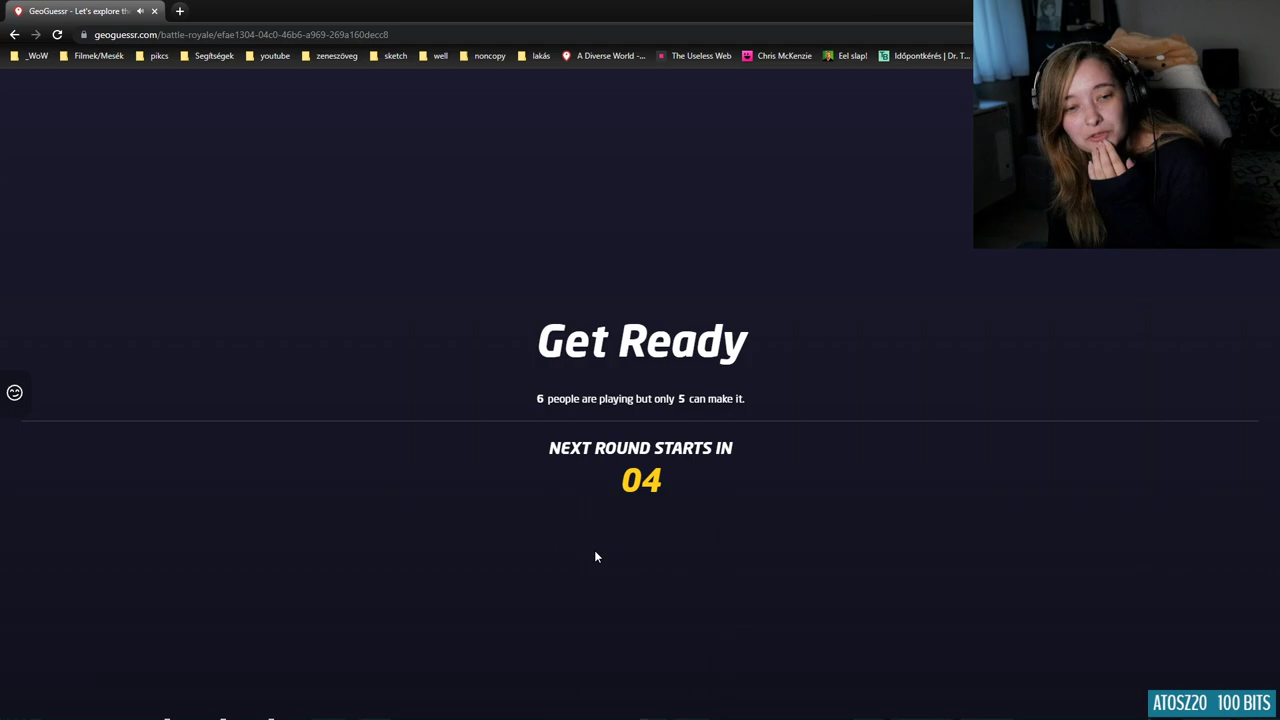 GeoGuessr - Let's explore th
geoguessr.com/battle-royale/efae1304-04c0-46b6-a969-269a160decc8
_WoW Filmek/Mesék pikcs Segítségek youtube zeneszöveg sketch well noncopy lakás A Diverse World -... The Useless Web Chris McKenzie Eel slap! Időpontkérés | Dr. T...
Get Ready
6 people are playing but only 5 can make it.
NEXT ROUND STARTS IN
04
ATOSZ20 100 BITS